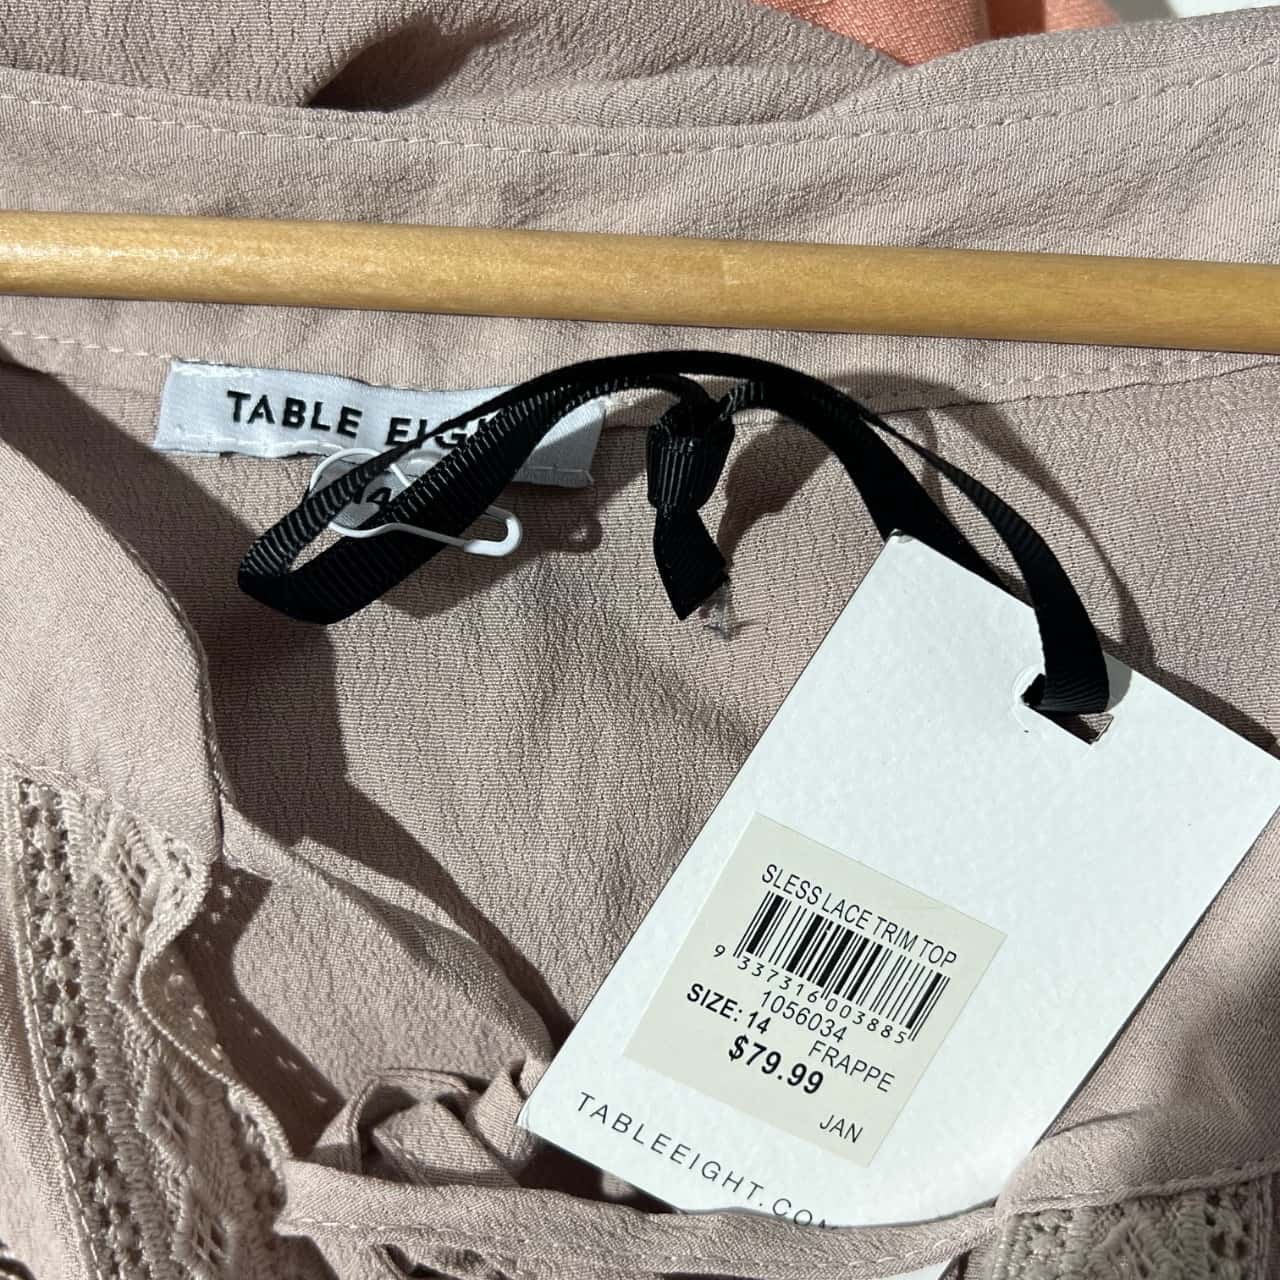 TABLE EIG
14
SLESS LACE TRIM TOP
9 337316 003885
1056034
SIZE: 14
FRAPPE
$79.99
JAN
TABLEEIGHT.COM